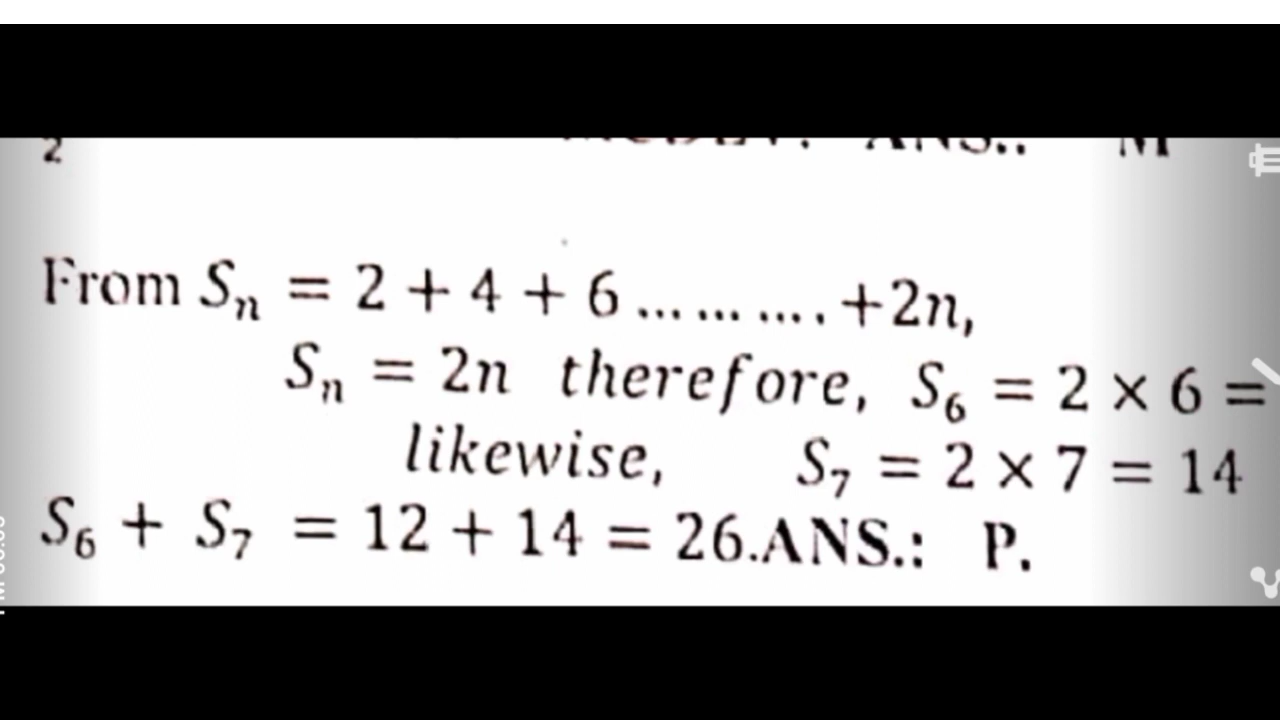 2
From Sₙ = 2 + 4 + 6 ... ... .... +2n,
Sₙ = 2n therefore, S₆ = 2 × 6 =
likewise, S₇ = 2 × 7 = 14
S₆ + S₇ = 12 + 14 = 26.ANS.: P.